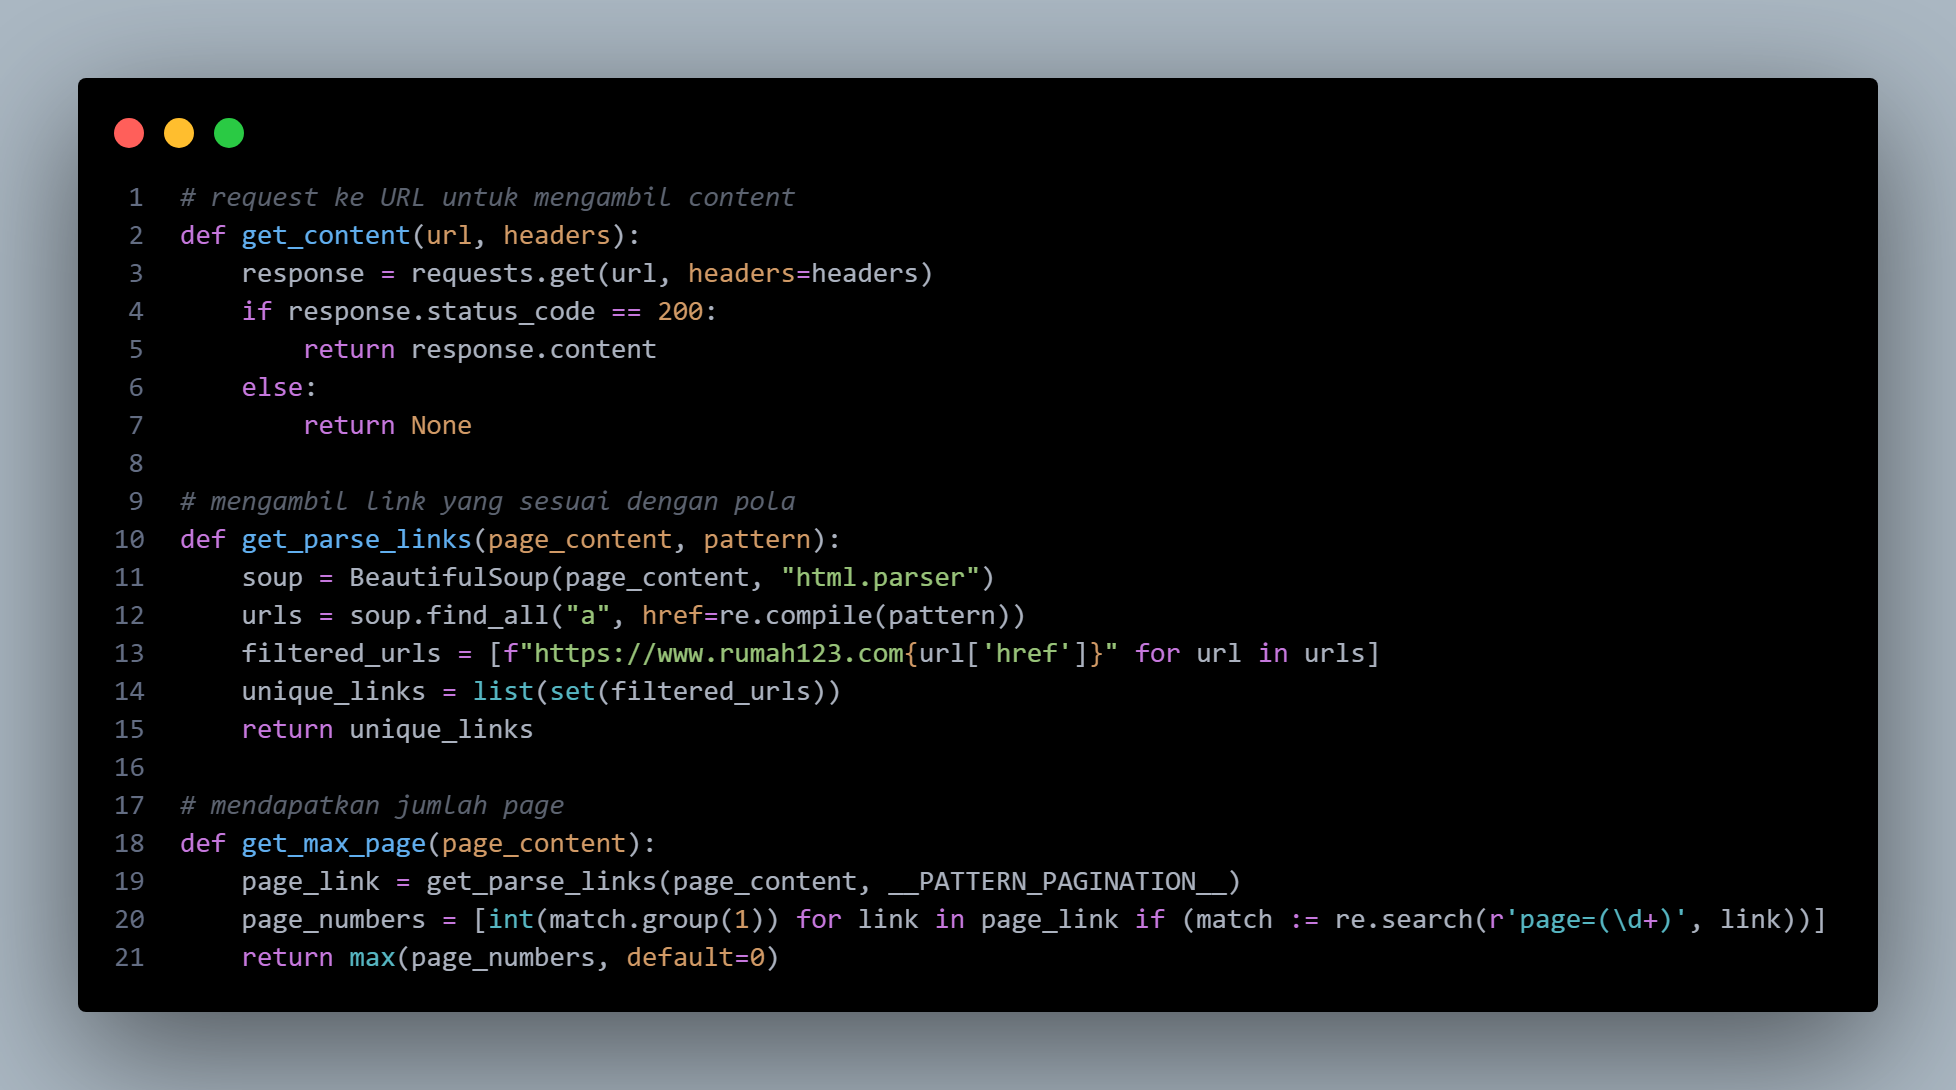 1 # request ke URL untuk mengambil content
2 def get_content(url, headers):
3     response = requests.get(url, headers=headers)
4     if response.status_code == 200:
5         return response.content
6     else:
7         return None
8
9 # mengambil link yang sesuai dengan pola
10 def get_parse_links(page_content, pattern):
11     soup = BeautifulSoup(page_content, "html.parser")
12     urls = soup.find_all("a", href=re.compile(pattern))
13     filtered_urls = [f"https://www.rumah123.com{url['href']}" for url in urls]
14     unique_links = list(set(filtered_urls))
15     return unique_links
16
17 # mendapatkan jumlah page
18 def get_max_page(page_content):
19     page_link = get_parse_links(page_content, __PATTERN_PAGINATION__)
20     page_numbers = [int(match.group(1)) for link in page_link if (match := re.search(r'page=(\d+)', link))]
21     return max(page_numbers, default=0)